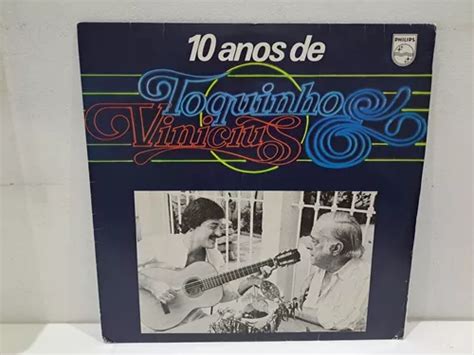 10 anos de
PHILIPS
Toquinho &
Vinicius